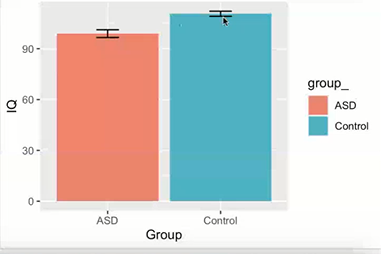 90
60
30
0
IQ
ASD
Control
Group
group_
ASD
Control